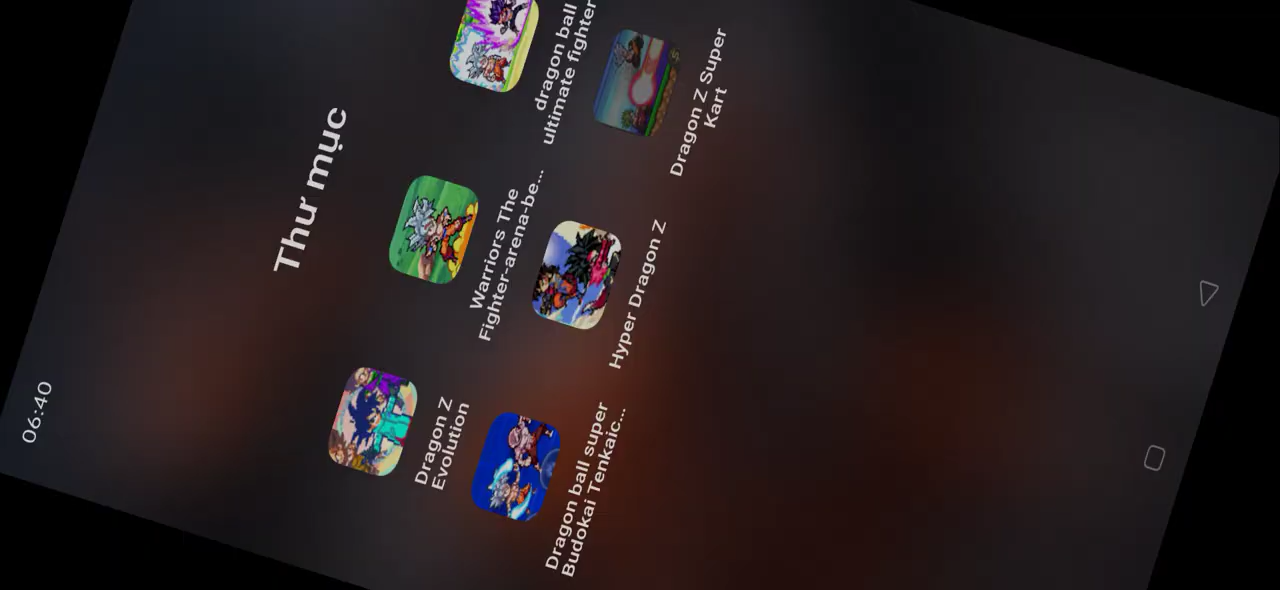 06:40
Thư mục
Dragon Z
Evolution
Warriors The
Fighter-arena-be...
dragon ball
ultimate fighter
Dragon ball super
Budokai Tenkaic...
Hyper Dragon Z
Dragon Z Super
Kart